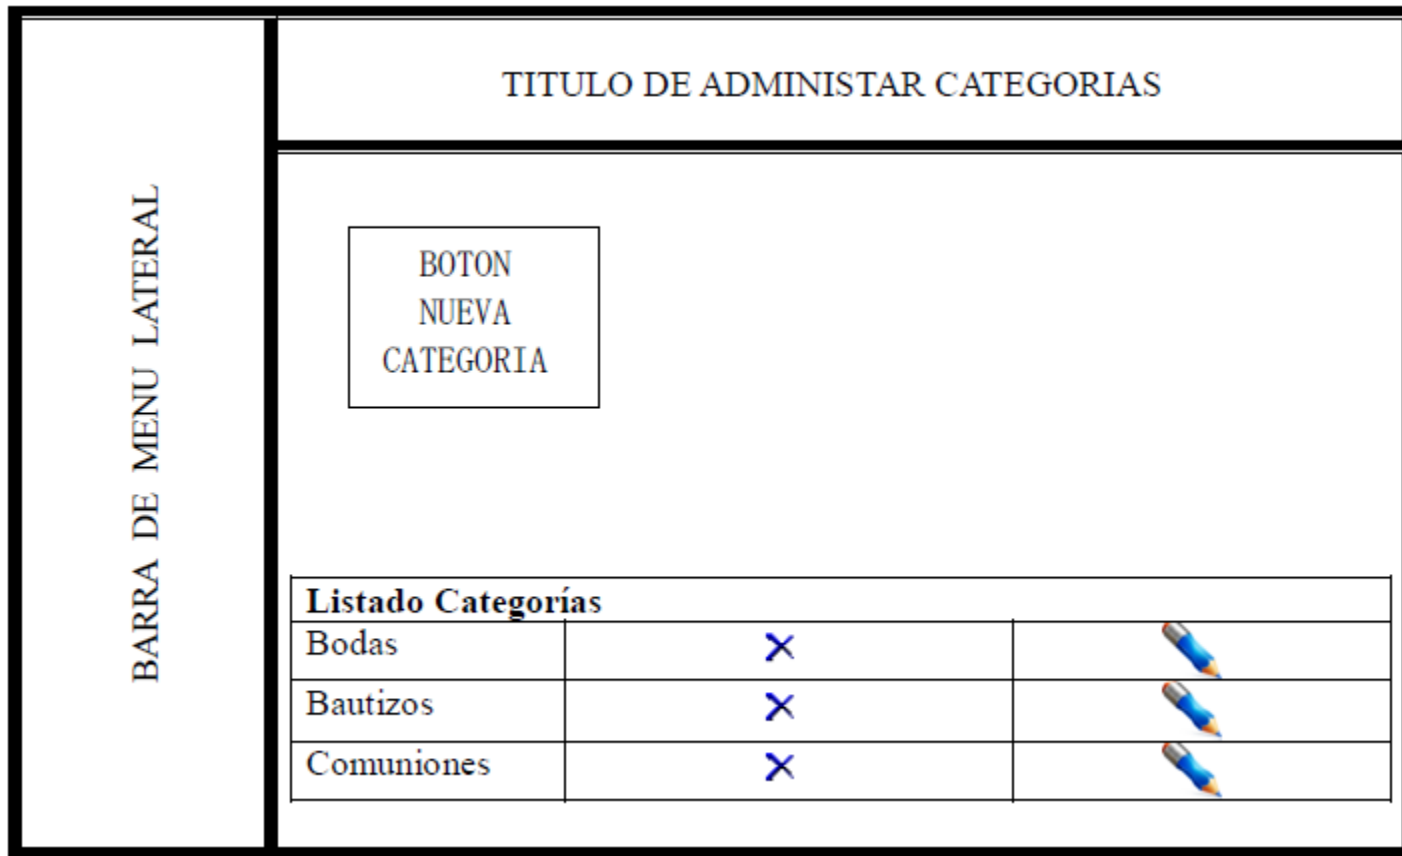 TITULO DE ADMINISTAR CATEGORIAS
BARRA DE MENU LATERAL
BOTON
NUEVA
CATEGORIA
Listado Categorías
Bodas
Bautizos
Comuniones